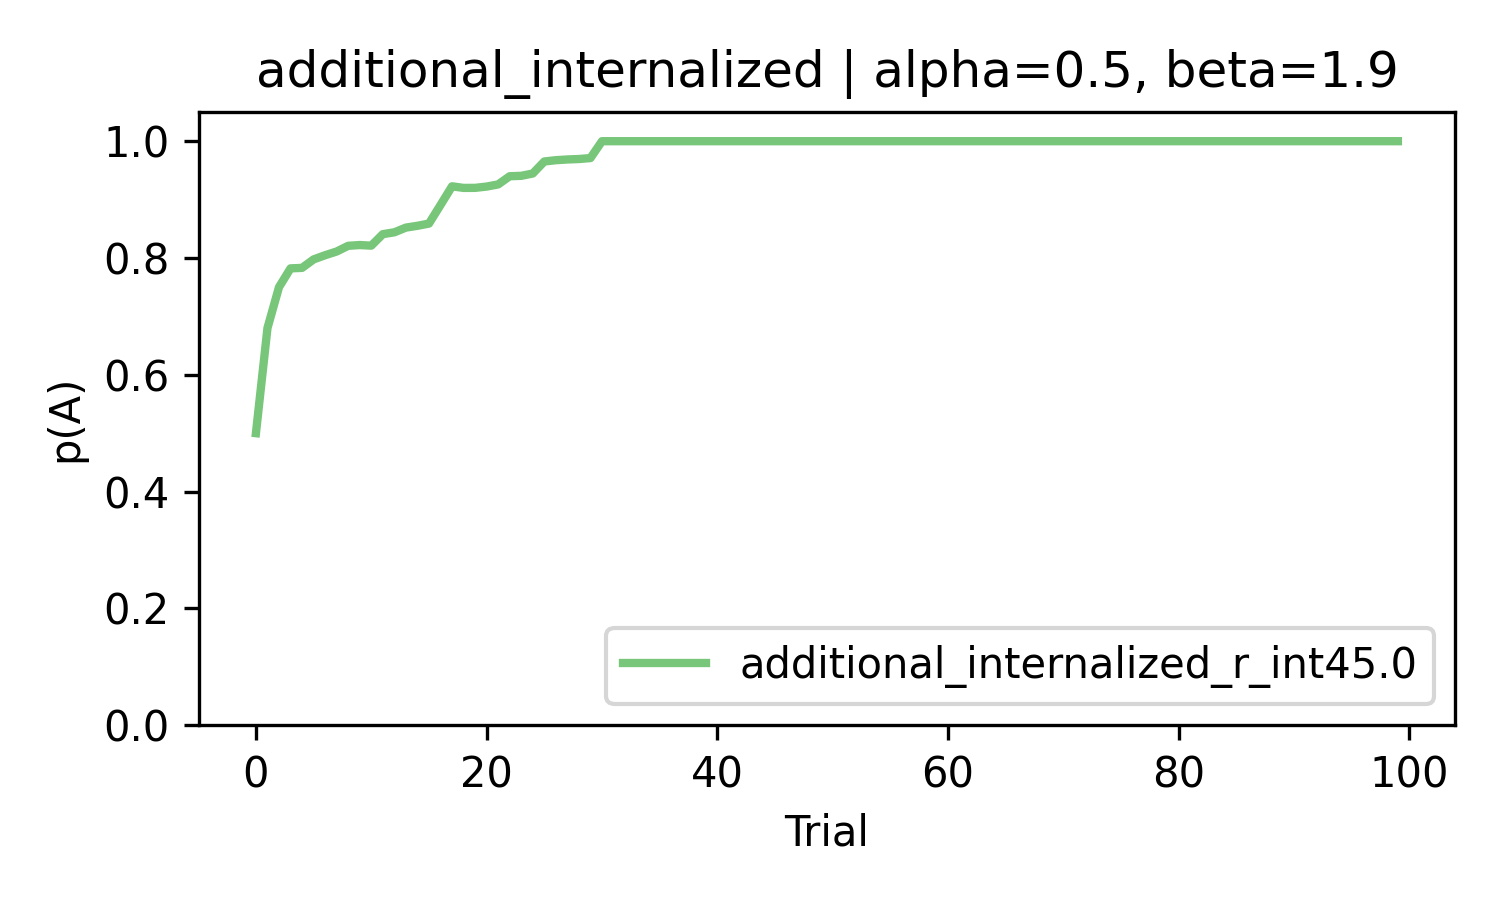 additional_internalized | alpha=0.5, beta=1.9
1.0
0.8
0.6
0.4
0.2
0.0
p(A)
additional_internalized_r_int45.0
0 20 40 60 80 100
Trial